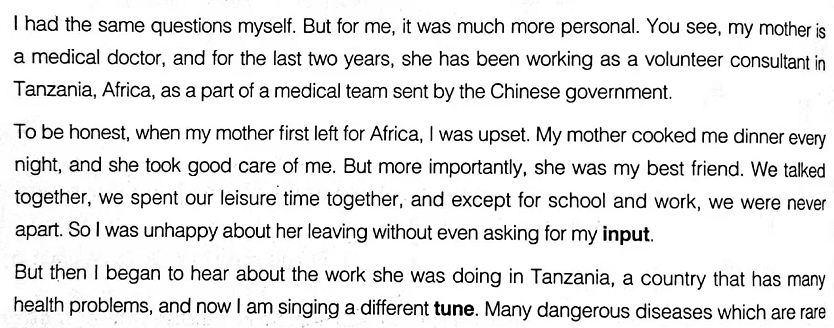 I had the same questions myself. But for me, it was much more personal. You see, my mother is
a medical doctor, and for the last two years, she has been working as a volunteer consultant in
Tanzania, Africa, as a part of a medical team sent by the Chinese government.
To be honest, when my mother first left for Africa, I was upset. My mother cooked me dinner every
night, and she took good care of me. But more importantly, she was my best friend. We talked
together, we spent our leisure time together, and except for school and work, we were never
apart. So I was unhappy about her leaving without even asking for my input.
But then I began to hear about the work she was doing in Tanzania, a country that has many
health problems, and now I am singing a different tune. Many dangerous diseases which are rare